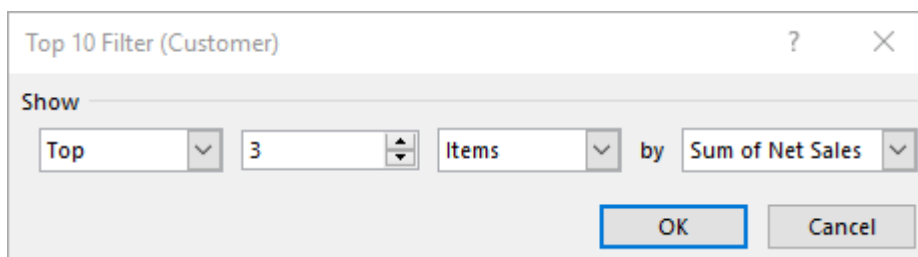 Top 10 Filter (Customer) ?
Show
Top 3 Items by Sum of Net Sales
OK Cancel